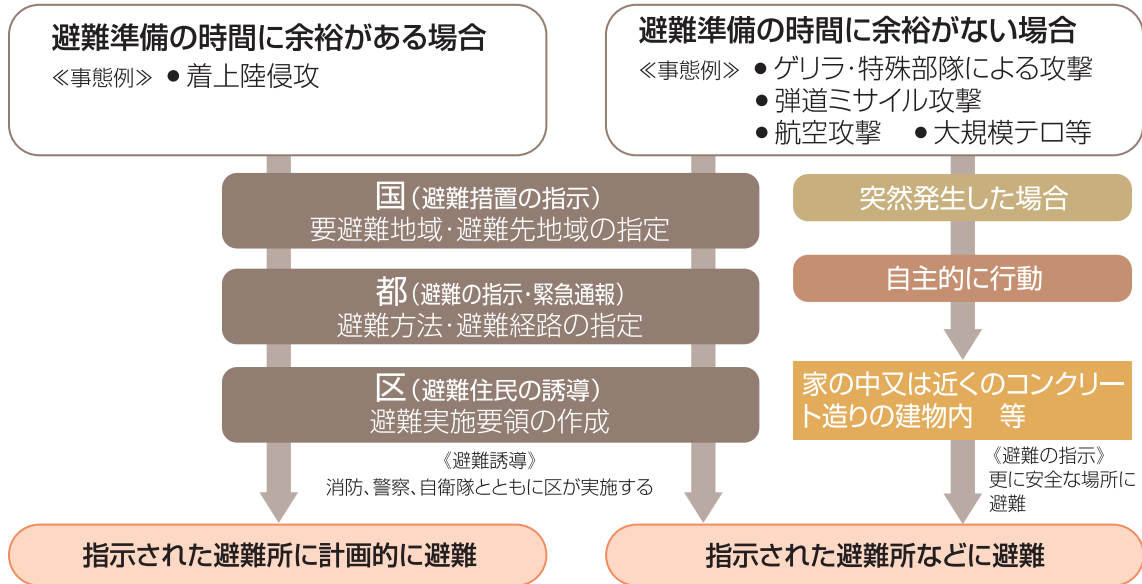 避難準備の時間に余裕がある場合
≪事態例≫ ● 着上陸侵攻
避難準備の時間に余裕がない場合
≪事態例≫ ● ゲリラ・特殊部隊による攻撃
● 弾道ミサイル攻撃
● 航空攻撃 ● 大規模テロ等
国(避難措置の指示)
要避難地域・避難先地域の指定
都(避難の指示・緊急通報)
避難方法・避難経路の指定
区(避難住民の誘導)
避難実施要領の作成
《避難誘導》
消防、警察、自衛隊とともに区が実施する
突然発生した場合
自主的に行動
家の中又は近くのコンクリー
ト造りの建物内 等
《避難の指示》
更に安全な場所に
避難
指示された避難所に計画的に避難
指示された避難所などに避難